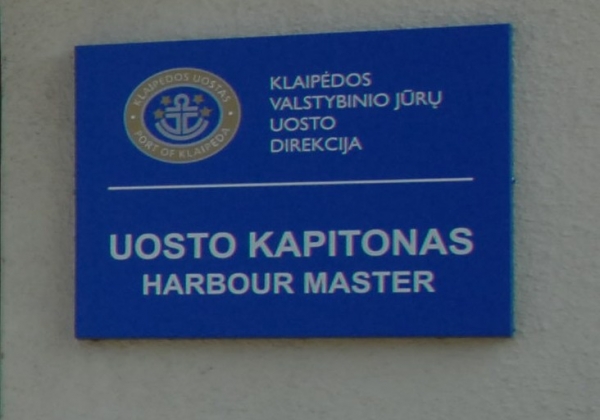 KLAIPĖDOS UOSTAS
PORT OF KLAIPĖDA
KLAIPĖDOS
VALSTYBINIO JŪRŲ
UOSTO
DIREKCIJA
UOSTO KAPITONAS
HARBOUR MASTER